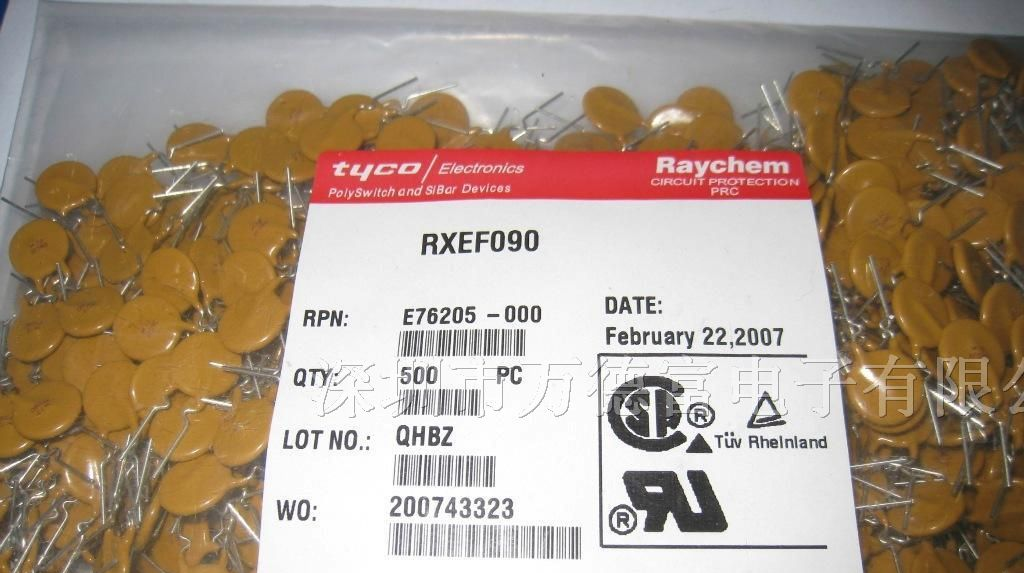 tyco / Electronics
PolySwitch and SIBar Devices
Raychem
CIRCUIT PROTECTION
PRC
RXEF090
RPN: E76205 -000
DATE:
February 22,2007
QTY: 500 PC
深圳市万德富电子有限公
LOT NO.: QHBZ
WO: 200743323
SP ®
Tüv Rheinland
® UR